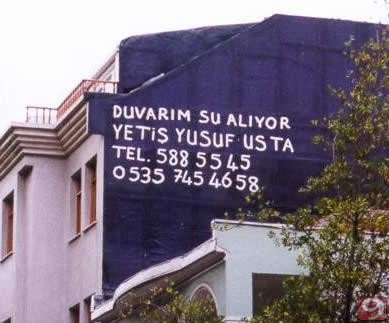 DUVARIM SU ALIYOR
YETİŞ YUSUF USTA
TEL. 588 55 45
0535 745 46 58